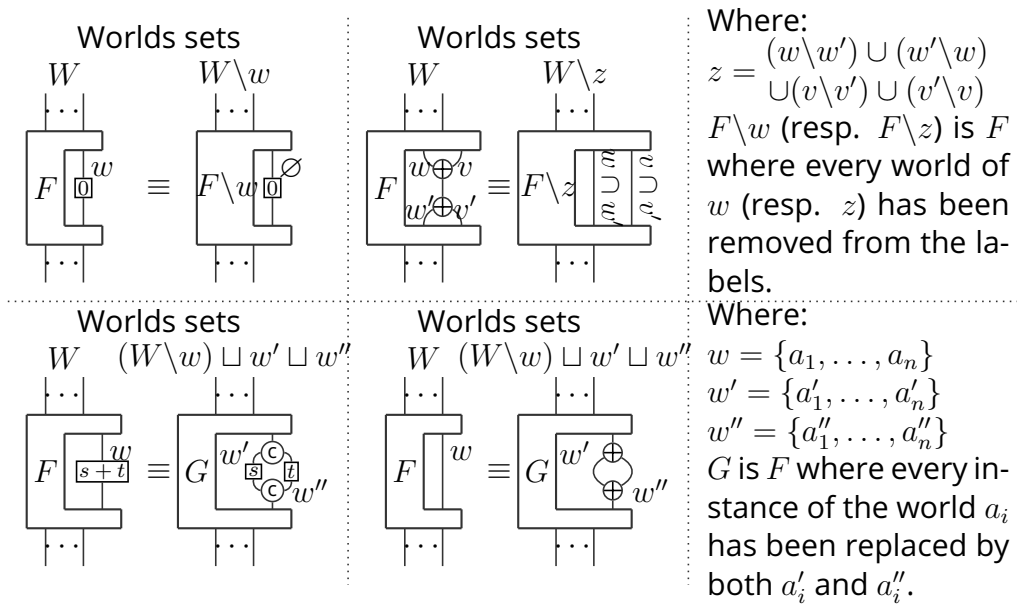 Worlds sets
W W\w
· · · · · ·
F w 0 ≡ F\w 0 ∅
· · · · · ·
Worlds sets
W W\z
· · · · · ·
w ⊕ v
F ≡ F\z w ∪ w′ v ∪ v′
w′ ⊕ v′
· · · · · ·
Where:
z = (w\w′) ∪ (w′\w)
∪(v\v′) ∪ (v′\v)
F\w (resp. F\z) is F
where every world of
w (resp. z) has been
removed from the la-
bels.
Worlds sets
W (W\w) ⊔ w′ ⊔ w″
· · · · · ·
w w′ c
F s + t ≡ G s t
c w″
· · · · · ·
Worlds sets
W (W\w) ⊔ w′ ⊔ w″
· · · · · ·
w w′ ⊕
F ≡ G
⊕ w″
· · · · · ·
Where:
w = {a₁, . . . , aₙ}
w′ = {a′₁, . . . , a′ₙ}
w″ = {a″₁, . . . , a″ₙ}
G is F where every in-
stance of the world aᵢ
has been replaced by
both a′ᵢ and a″ᵢ.